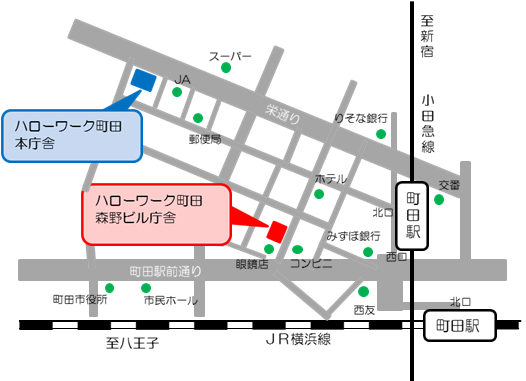 至新宿
小田急線
スーパー
JA
栄通り
りそな銀行
ハローワーク町田
本庁舎
郵便局
ホテル
交番
ハローワーク町田
森野ビル庁舎
北口
町田駅
みずほ銀行
西口
眼鏡店
コンビニ
町田駅前通り
町田市役所
市民ホール
西友
北口
町田駅
至八王子
JR横浜線